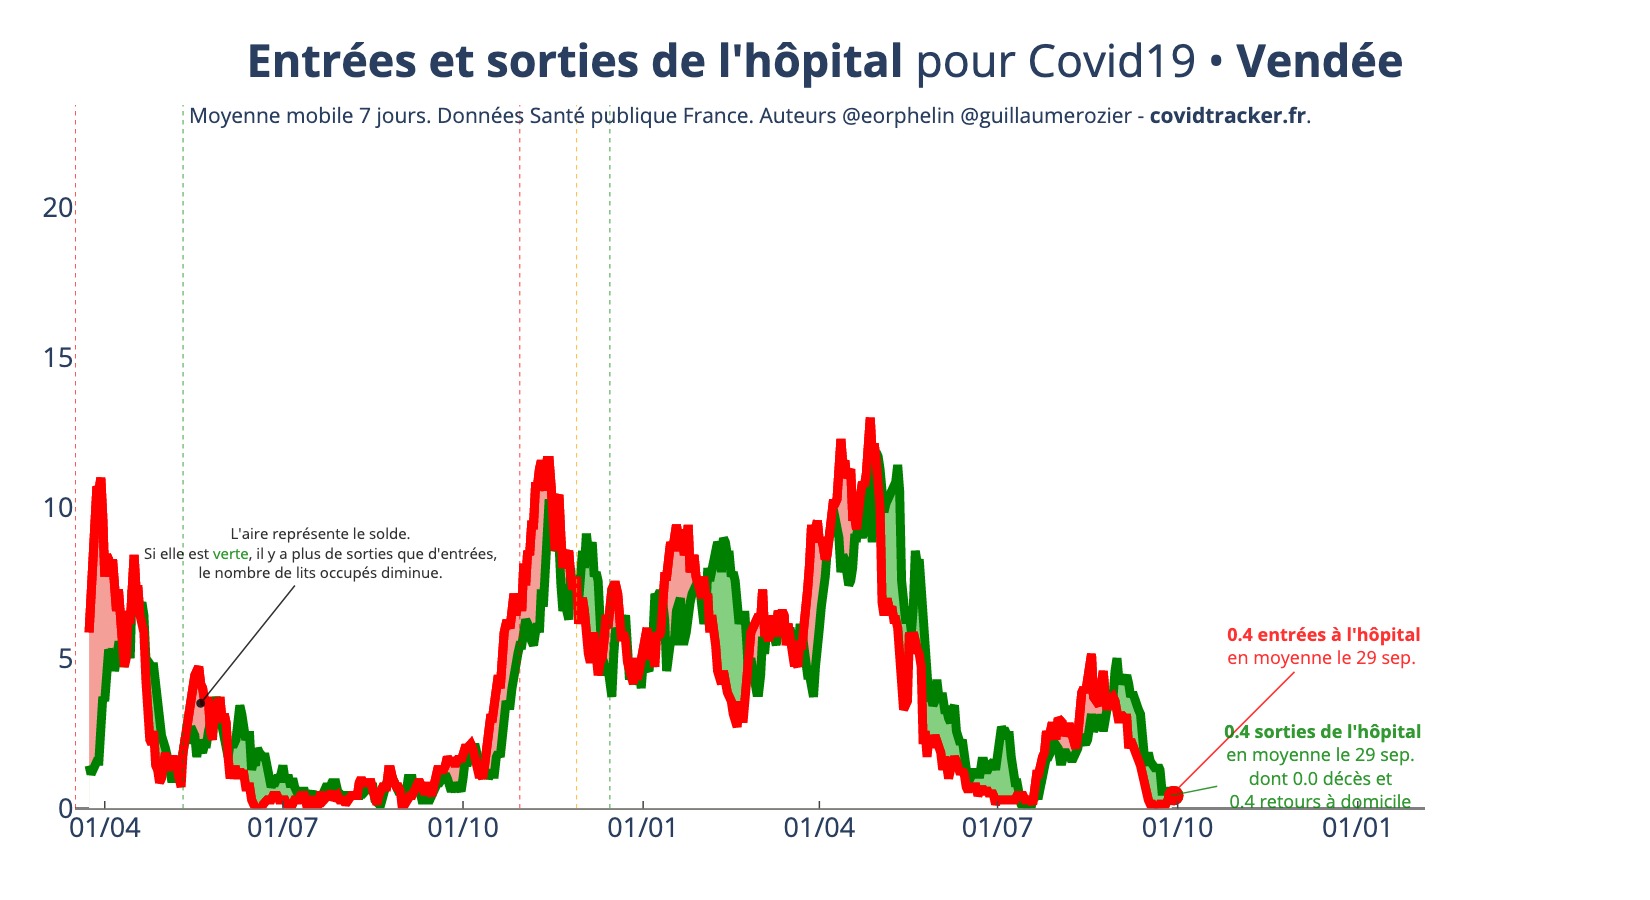 Entrées et sorties de l'hôpital pour Covid19 • Vendée
Moyenne mobile 7 jours. Données Santé publique France. Auteurs @eorphelin @guillaumerozier - covidtracker.fr.
20
15
10
L'aire représente le solde.
Si elle est verte, il y a plus de sorties que d'entrées,
le nombre de lits occupés diminue.
5
0.4 entrées à l'hôpital
en moyenne le 29 sep.
0.4 sorties de l'hôpital
en moyenne le 29 sep.
dont 0.0 décès et
0.4 retours à domicile
0
01/04 01/07 01/10 01/01 01/04 01/07 01/10 01/01